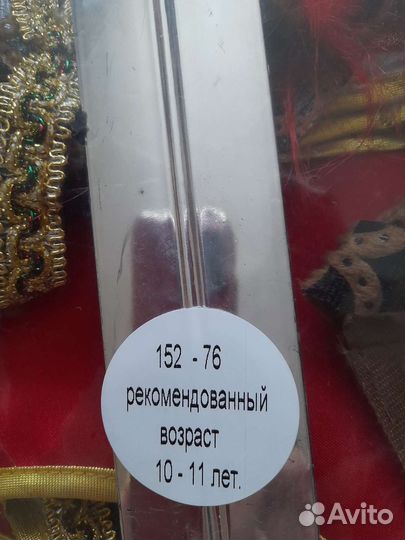 152 - 76
рекомендованный
возраст
10 - 11 лет.
Avito